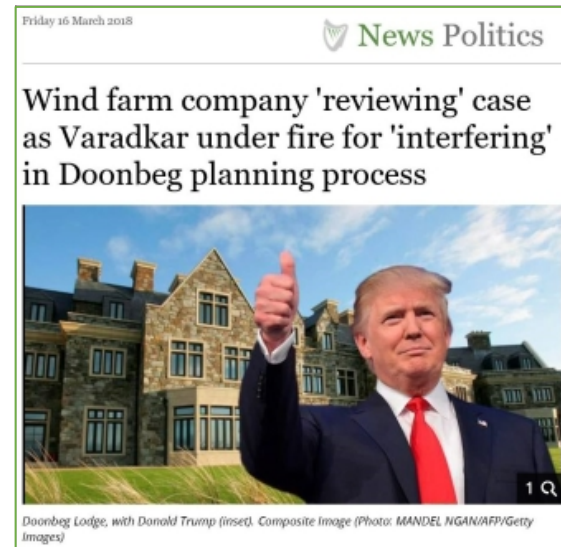 Friday 16 March 2018
News Politics
Wind farm company 'reviewing' case
as Varadkar under fire for 'interfering'
in Doonbeg planning process
1
Doonbeg Lodge, with Donald Trump (inset). Composite Image (Photo: MANDEL NGAN/AFP/Getty
Images)